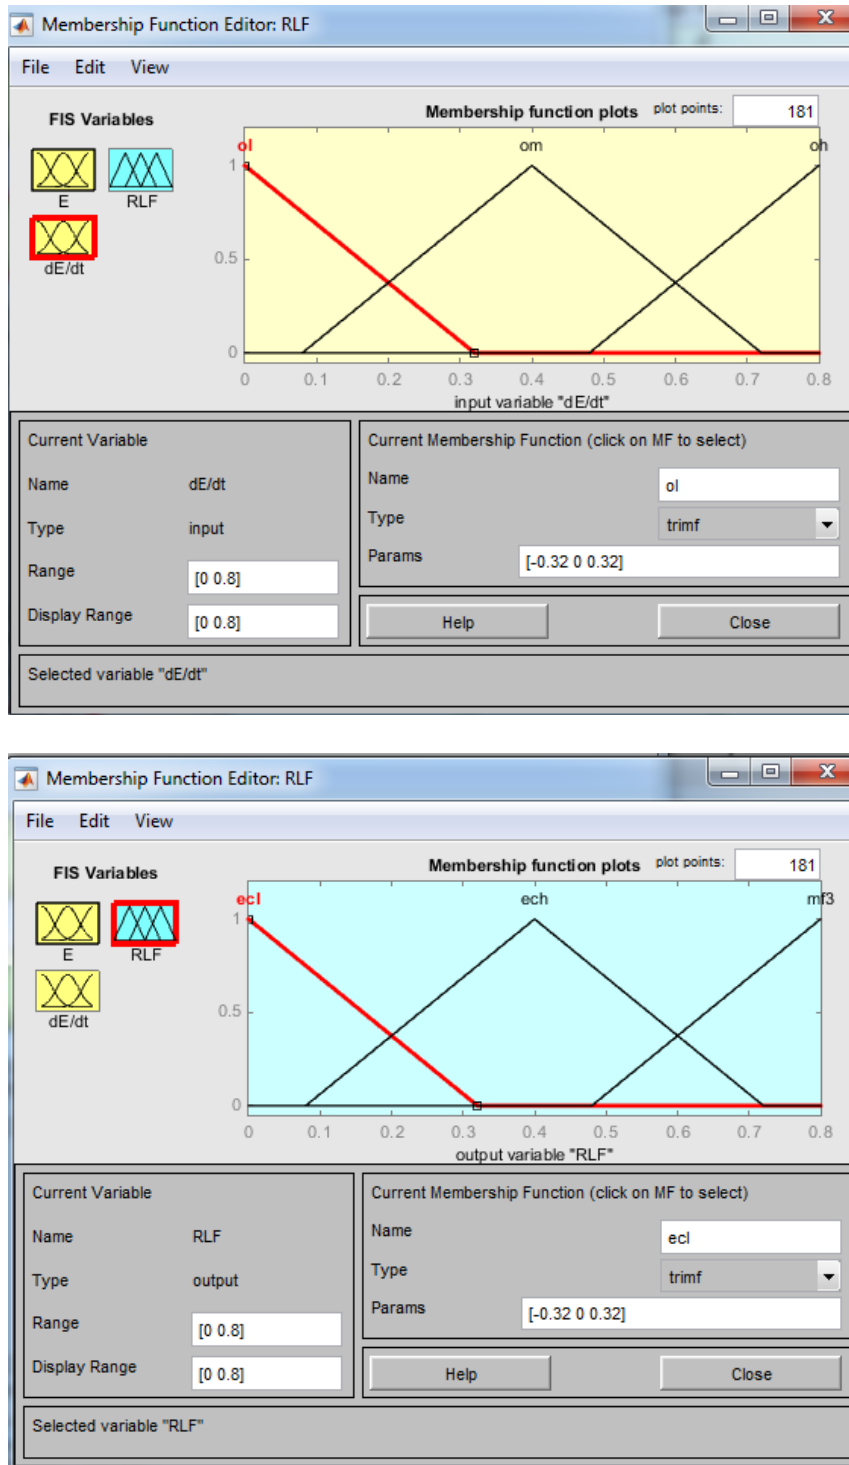 Membership Function Editor: RLF
File Edit View
FIS Variables
Membership function plots plot points: 181
E RLF
dE/dt
ol om oh
1
0.5
0
0 0.1 0.2 0.3 0.4 0.5 0.6 0.7 0.8
input variable "dE/dt"
Current Variable
Name dE/dt
Type input
Range [0 0.8]
Display Range [0 0.8]
Current Membership Function (click on MF to select)
Name ol
Type trimf
Params [-0.32 0 0.32]
Help Close
Selected variable "dE/dt"
Membership Function Editor: RLF
File Edit View
FIS Variables
Membership function plots plot points: 181
E RLF
dE/dt
ecl ech mf3
1
0.5
0
0 0.1 0.2 0.3 0.4 0.5 0.6 0.7 0.8
output variable "RLF"
Current Variable
Name RLF
Type output
Range [0 0.8]
Display Range [0 0.8]
Current Membership Function (click on MF to select)
Name ecl
Type trimf
Params [-0.32 0 0.32]
Help Close
Selected variable "RLF"